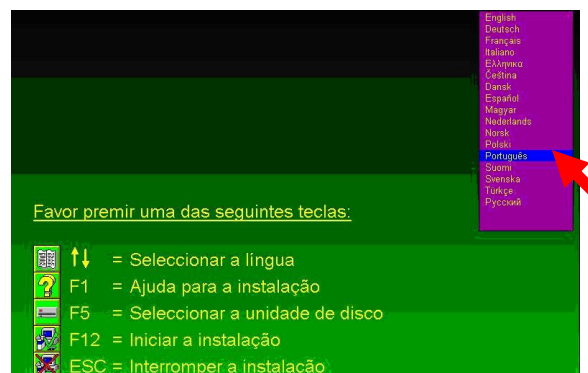 English
Deutsch
Français
Italiano
Ελληνικα
Čeština
Dansk
Español
Magyar
Nederlands
Norsk
Polski
Português
Suomi
Svenska
Türkçe
Русский
Favor premir uma das seguintes teclas:
↑↓ = Seleccionar a língua
F1 = Ajuda para a instalação
F5 = Seleccionar a unidade de disco
F12 = Iniciar a instalação
ESC = Interromper a instalação